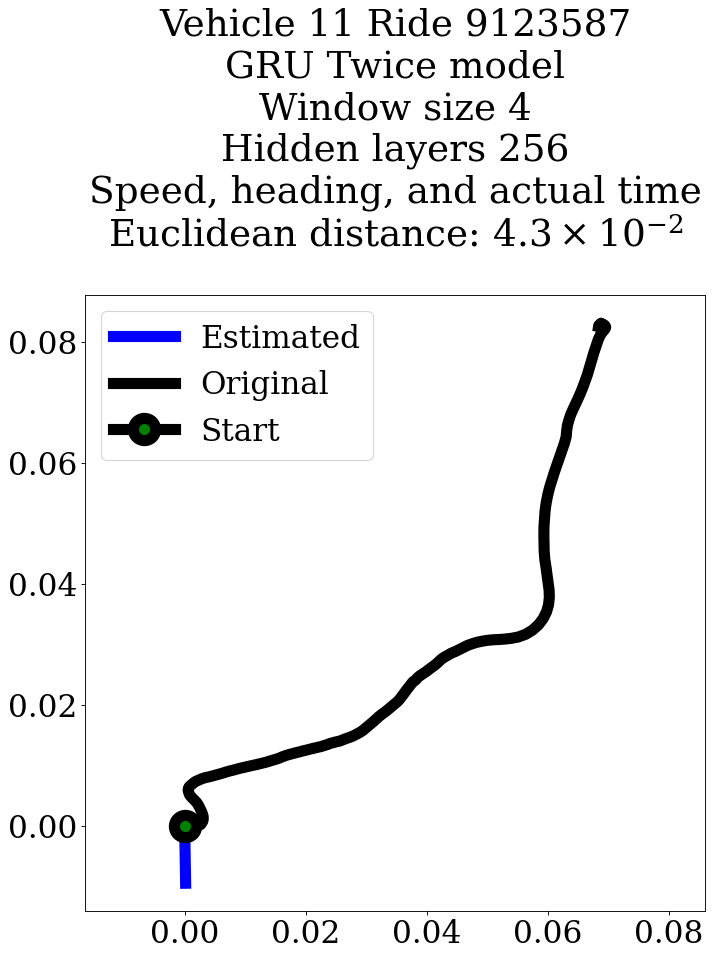 Vehicle 11 Ride 9123587
GRU Twice model
Window size 4
Hidden layers 256
Speed, heading, and actual time
Euclidean distance: 4.3 × 10⁻²
Estimated
Original
Start
0.08
0.06
0.04
0.02
0.00
0.00 0.02 0.04 0.06 0.08